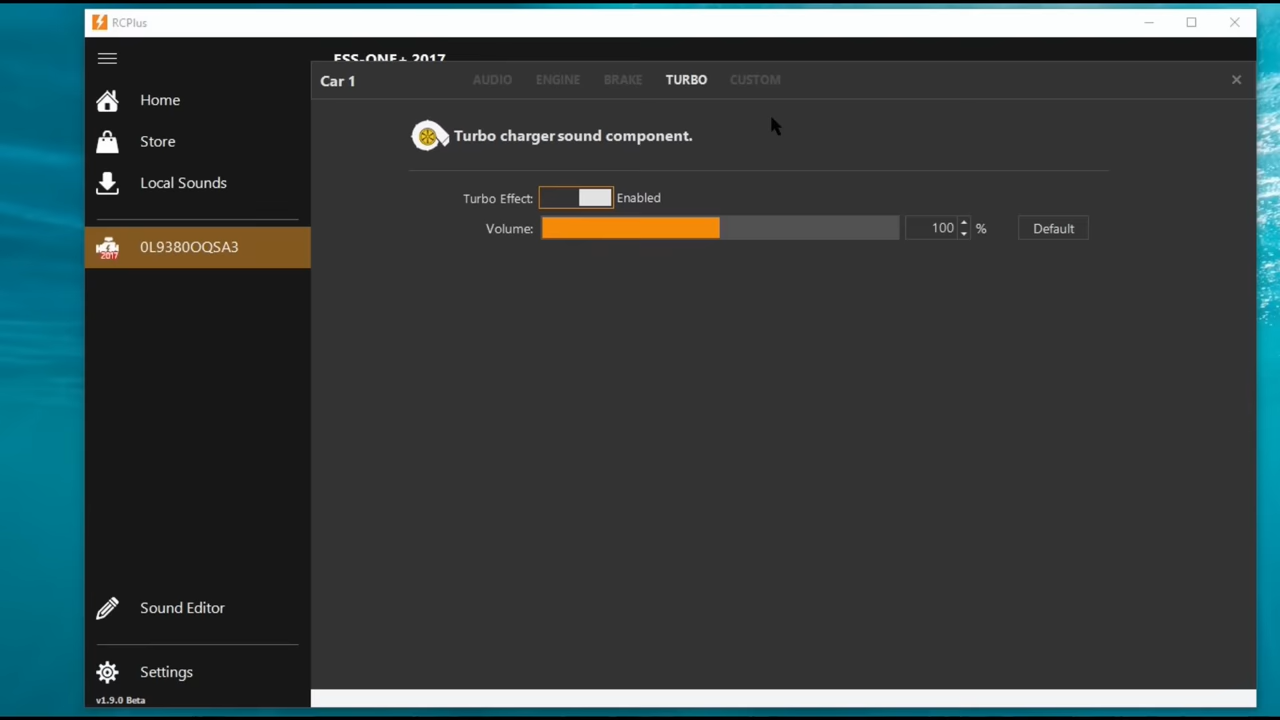 RCPlus
ESS-ONE+ 2017
Car 1
AUDIO
ENGINE
BRAKE
TURBO
CUSTOM
Home
Store
Local Sounds
2017
0L9380OQSA3
Sound Editor
Settings
v1.9.0 Beta
Turbo charger sound component.
Turbo Effect:
Enabled
Volume:
100
%
Default